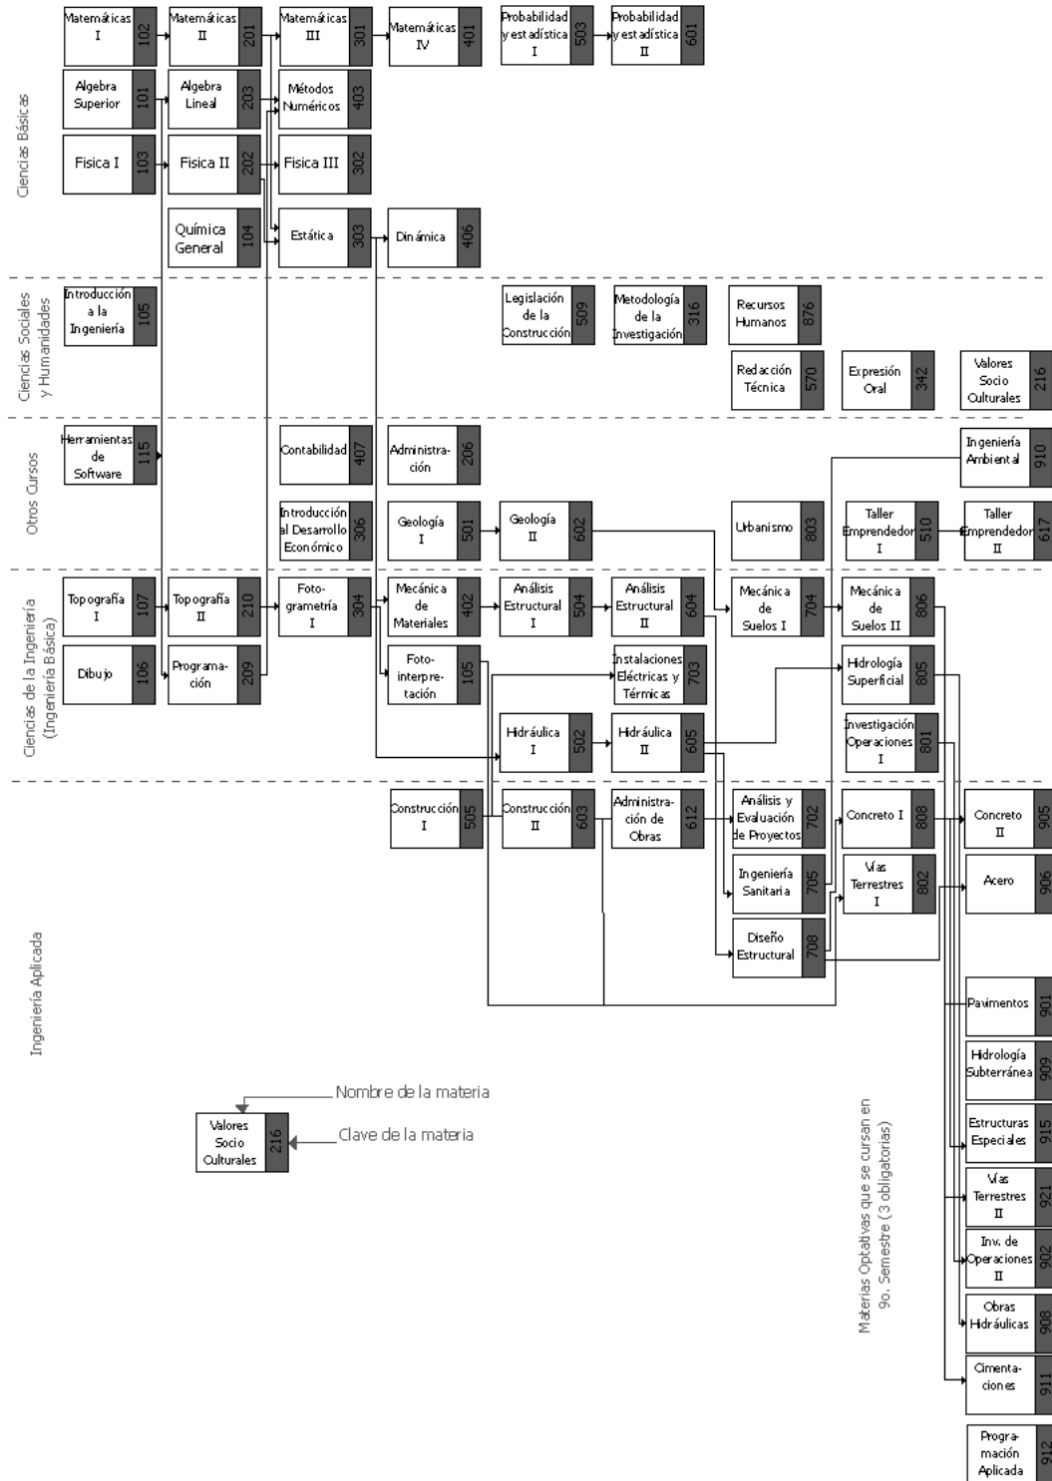 Ciencias Básicas
Matemáticas
I
102
Matemáticas
II
201
Matemáticas
III
301
Matemáticas
IV
401
Probabilidad
y estadística
I
503
Probabilidad
y estadística
II
601
Algebra
Superior
101
Algebra
Lineal
203
Métodos
Numéricos
403
Fisica I
103
Fisica II
202
Fisica III
302
Química
General
104
Estática
303
Dinámica
406
Ciencias Sociales
y Humanidades
Introducción
a la
Ingeniería
105
Legislación
de la
Construcción
509
Metodología
de la
Investigación
316
Recursos
Humanos
876
Redacción
Técnica
570
Expresión
Oral
342
Valores
Socio
Culturales
216
Otros Cursos
Herramientas
de
Software
115
Contabilidad
407
Administra-
ción
206
Ingeniería
Ambiental
910
Introducción
al Desarrollo
Económico
306
Geología
I
501
Geología
II
602
Urbanismo
803
Taller
Emprendedor
I
510
Taller
Emprendedor
II
617
Ciencias de la Ingeniería
(Ingeniería Básica)
Topografía
I
107
Topografía
II
210
Foto-
grametría
I
304
Mecánica
de
Materiales
402
Análisis
Estructural
I
504
Análisis
Estructural
II
604
Mecánica
de
Suelos I
704
Mecánica
de
Suelos II
806
Dibujo
106
Programa-
ción
209
Foto-
interpre-
tación
105
Instalaciones
Eléctricas y
Térmicas
703
Hidrología
Superficial
805
Hidráulica
I
502
Hidráulica
II
605
Investigación
Operaciones
I
801
Ingeniería Aplicada
Construcción
I
505
Construcción
II
603
Administra-
ción de
Obras
612
Análisis y
Evaluación
de Proyectos
702
Concreto I
808
Concreto
II
905
Ingeniería
Sanitaria
705
Vías
Terrestres
I
802
Acero
906
Diseño
Estructural
708
Pavimentos
901
Hidrología
Subterránea
909
Estructuras
Especiales
915
Vías
Terrestres
II
921
Inv. de
Operaciones
II
902
Obras
Hidráulicas
908
Cimenta-
ciones
911
Progra-
mación
Aplicada
912
Materias Optativas que se cursan en
9o. Semestre (3 obligatorias)
Nombre de la materia
Valores
Socio
Culturales
216
Clave de la materia